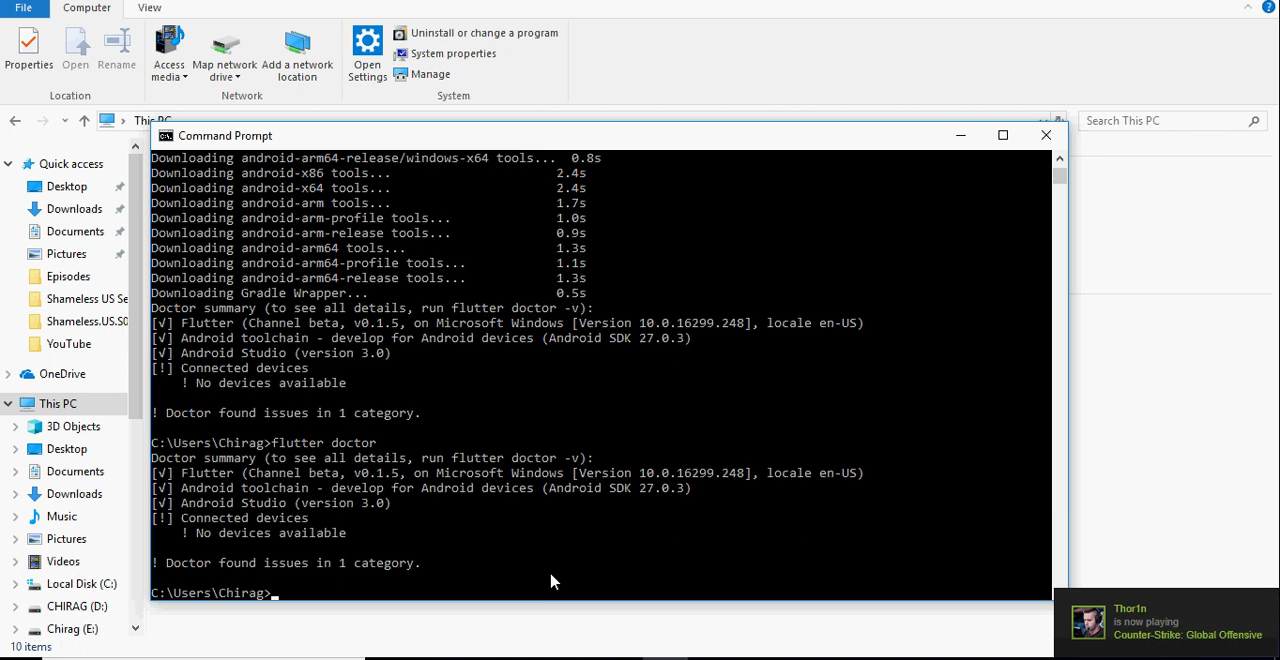 File
Computer
View
Properties
Open
Rename
Access media
Map network drive
Add a network location
Open Settings
Uninstall or change a program
System properties
Manage
Location
Network
System
Search This PC
Command Prompt
Quick access
Desktop
Downloads
Documents
Pictures
Episodes
Shameless US Se
Shameless.US.S0
YouTube
OneDrive
This PC
3D Objects
Desktop
Documents
Downloads
Music
Pictures
Videos
Local Disk (C:)
CHIRAG (D:)
Chirag (E:)
10 items
Downloading android-arm64-release/windows-x64 tools... 0.8s
Downloading android-x86 tools... 2.4s
Downloading android-x64 tools... 2.4s
Downloading android-arm tools... 1.7s
Downloading android-arm-profile tools... 1.0s
Downloading android-arm-release tools... 0.9s
Downloading android-arm64 tools... 1.3s
Downloading android-arm64-profile tools... 1.1s
Downloading android-arm64-release tools... 1.3s
Downloading Gradle Wrapper... 0.5s
Doctor summary (to see all details, run flutter doctor -v):
[√] Flutter (Channel beta, v0.1.5, on Microsoft Windows [Version 10.0.16299.248], locale en-US)
[√] Android toolchain - develop for Android devices (Android SDK 27.0.3)
[√] Android Studio (version 3.0)
[!] Connected devices
! No devices available
! Doctor found issues in 1 category.
C:\Users\Chirag>flutter doctor
Doctor summary (to see all details, run flutter doctor -v):
[√] Flutter (Channel beta, v0.1.5, on Microsoft Windows [Version 10.0.16299.248], locale en-US)
[√] Android toolchain - develop for Android devices (Android SDK 27.0.3)
[√] Android Studio (version 3.0)
[!] Connected devices
! No devices available
! Doctor found issues in 1 category.
C:\Users\Chirag>
Thor1n
is now playing
Counter-Strike: Global Offensive